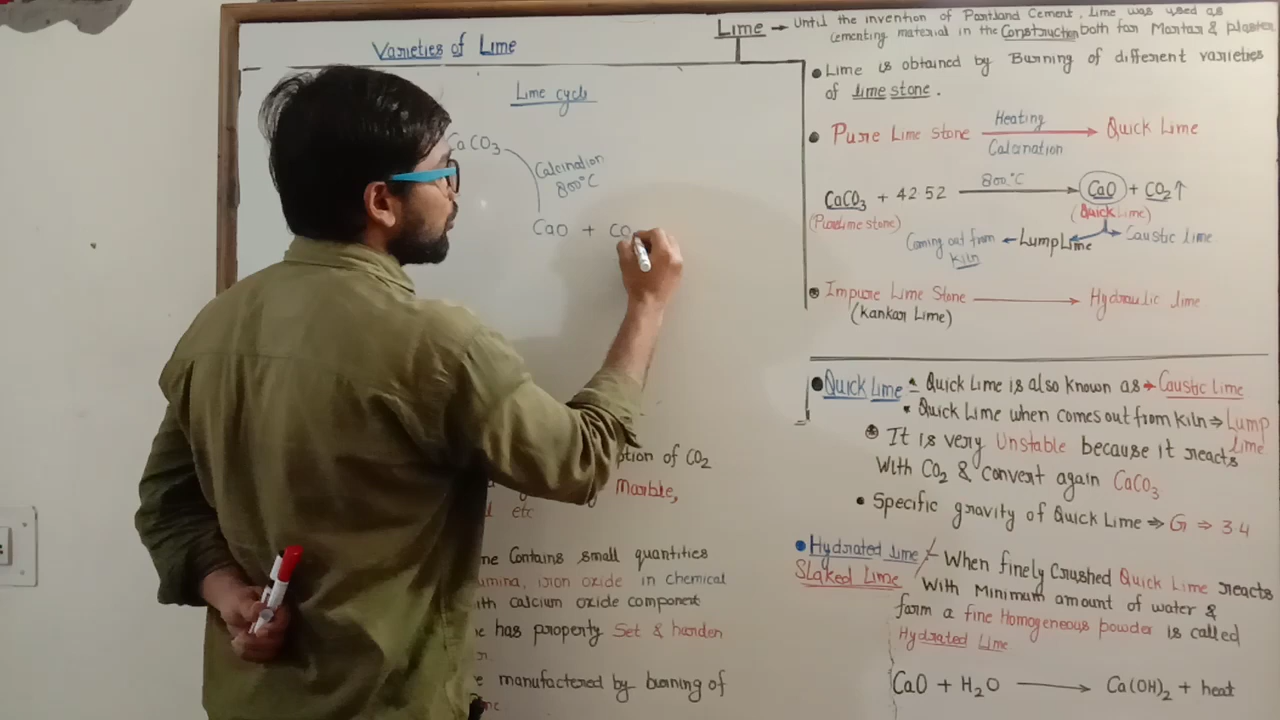 Varieties of Lime
Lime cycle
CaCO3
Calcination
800°C
CaO + CO
ption of CO2
Marble,
etc
Contains small quantities
umina, iron oxide in chemical
ith calcium oxide component
has property Set & harden
manufactured by burning of
Lime → Until the invention of Portland Cement, Lime was used as
cementing material in the Construction both for Mortar & plaster
• Lime is obtained by Burning of different varieties
of lime stone.
• Pure Lime Stone Heating → Quick Lime
Calcination
CaCO3 + 42 52 800°C → CaO + CO2 ↑
(Pure lime stone) (Quick Lime)
Coming out from ← Lump Lime → Caustic lime
Kiln
• Impure Lime Stone → Hydraulic lime
(Kankar Lime)
• Quick Lime - Quick Lime is also known as → Caustic Lime
• Quick Lime when comes out from kiln ⇒ Lump
lime
• It is very Unstable because it reacts
With CO2 & convert again CaCO3
• Specific gravity of Quick Lime ⇒ G ⇒ 3 4
• Hydrated Lime / - When finely Crushed Quick Lime reacts
Slaked Lime With Minimum amount of water &
form a fine Homogeneous powder is called
Hydrated Lime
CaO + H2O → Ca(OH)2 + heat